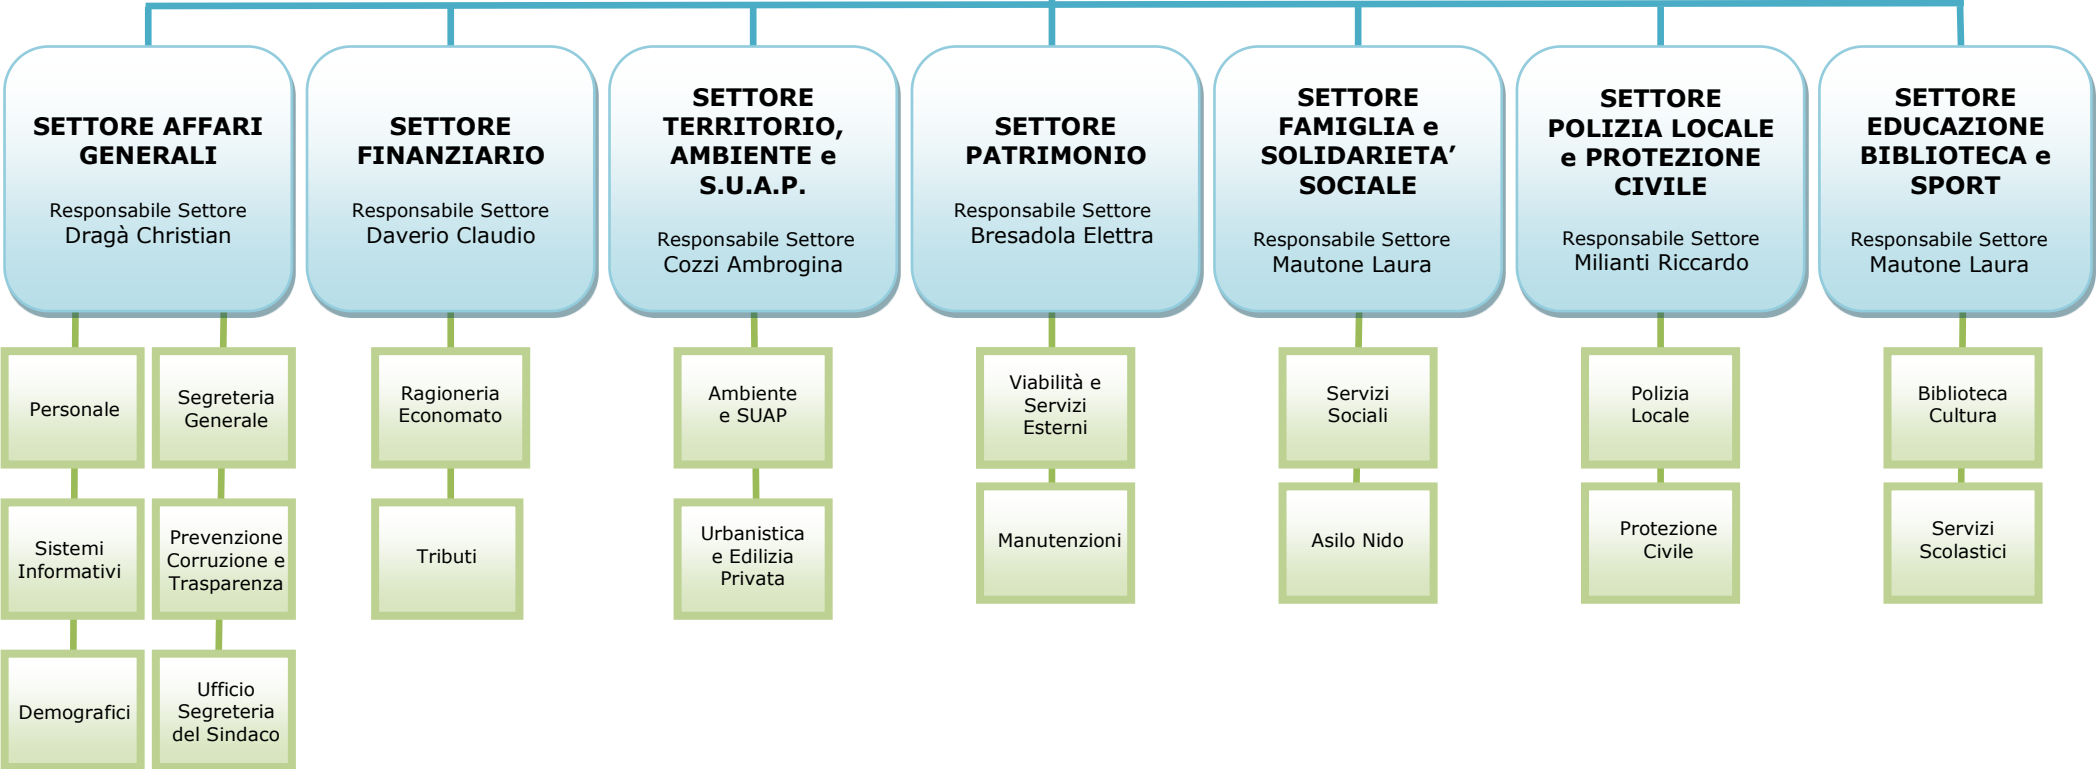 SETTORE AFFARI
GENERALI
Responsabile Settore
Dragà Christian
SETTORE
FINANZIARIO
Responsabile Settore
Daverio Claudio
SETTORE
TERRITORIO,
AMBIENTE e
S.U.A.P.
Responsabile Settore
Cozzi Ambrogina
SETTORE
PATRIMONIO
Responsabile Settore
Bresadola Elettra
SETTORE
FAMIGLIA e
SOLIDARIETA’
SOCIALE
Responsabile Settore
Mautone Laura
SETTORE
POLIZIA LOCALE
e PROTEZIONE
CIVILE
Responsabile Settore
Milianti Riccardo
SETTORE
EDUCAZIONE
BIBLIOTECA e
SPORT
Responsabile Settore
Mautone Laura
Personale
Segreteria
Generale
Ragioneria
Economato
Ambiente
e SUAP
Viabilità e
Servizi
Esterni
Servizi
Sociali
Polizia
Locale
Biblioteca
Cultura
Sistemi
Informativi
Prevenzione
Corruzione e
Trasparenza
Tributi
Urbanistica
e Edilizia
Privata
Manutenzioni
Asilo Nido
Protezione
Civile
Servizi
Scolastici
Demografici
Ufficio
Segreteria
del Sindaco